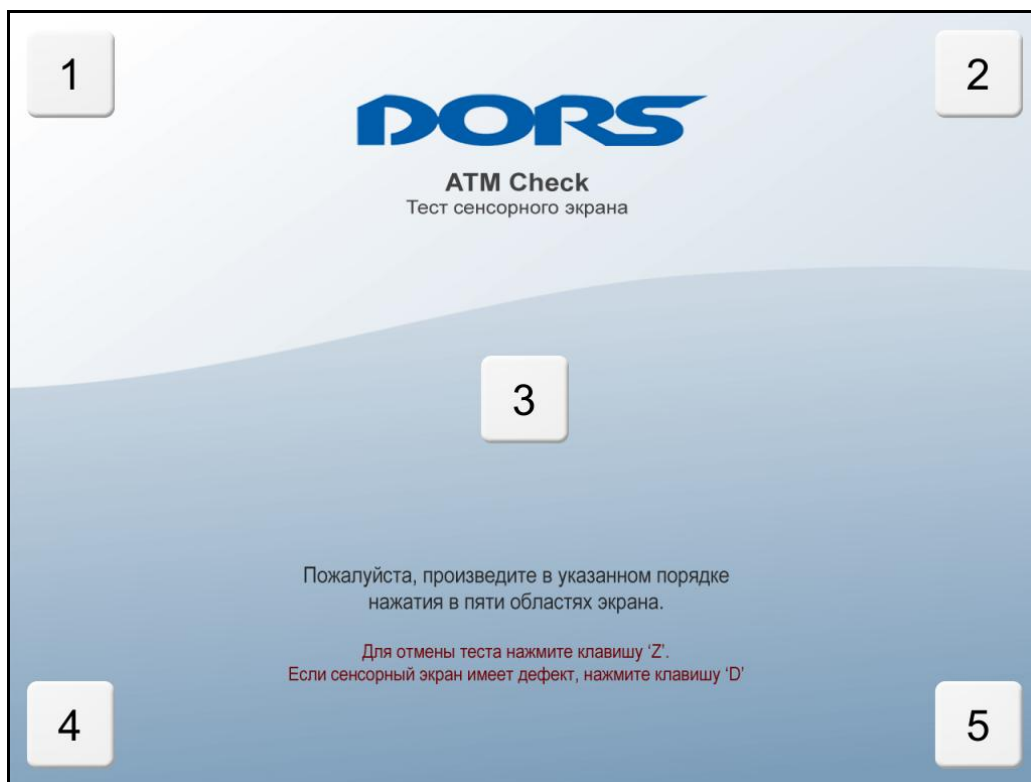 1
2
DORS
ATM Check
Тест сенсорного экрана
3
Пожалуйста, произведите в указанном порядке
нажатия в пяти областях экрана.
Для отмены теста нажмите клавишу ‘Z’.
Если сенсорный экран имеет дефект, нажмите клавишу ‘D’
4
5